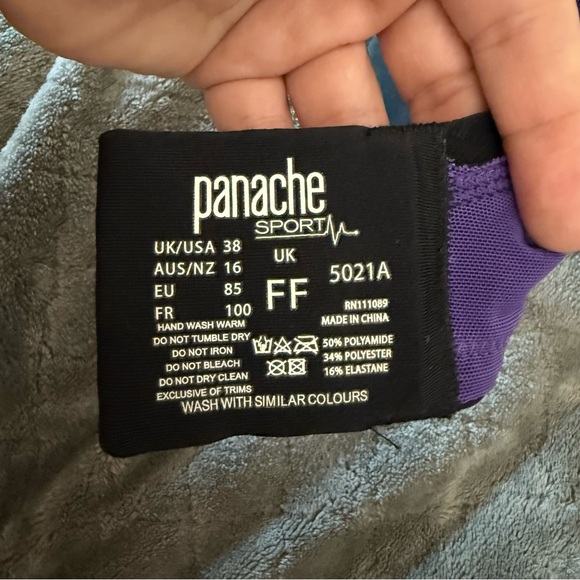 panache
SPORT
UK/USA 38
AUS/NZ 16
EU 85
FR 100
UK
FF
5021A
RN111089
MADE IN CHINA
HAND WASH WARM
DO NOT TUMBLE DRY
DO NOT IRON
DO NOT BLEACH
DO NOT DRY CLEAN
EXCLUSIVE OF TRIMS
50% POLYAMIDE
34% POLYESTER
16% ELASTANE
WASH WITH SIMILAR COLOURS